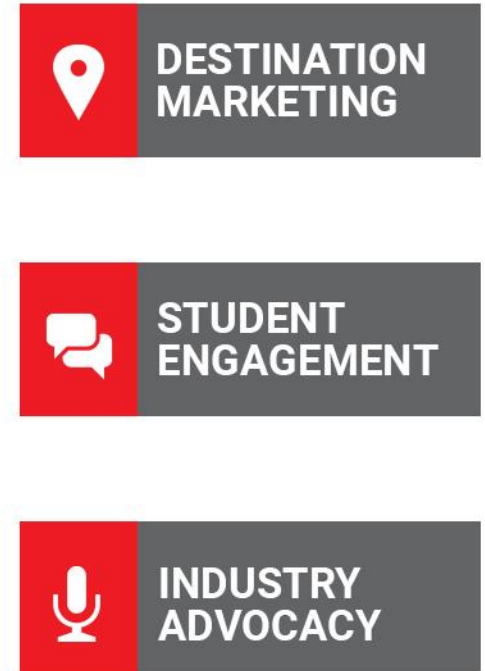 DESTINATION
MARKETING
STUDENT
ENGAGEMENT
INDUSTRY
ADVOCACY